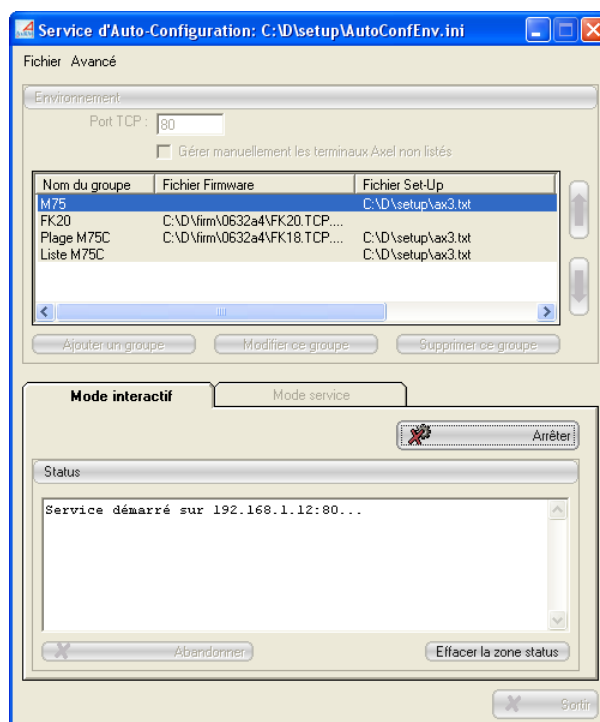 Service d'Auto-Configuration: C:\D\setup\AutoConfEnv.ini
Fichier Avancé
Environnement
Port TCP : 80
Gérer manuellement les terminaux Axel non listés
Nom du groupe Fichier Firmware Fichier Set-Up
M75 C:\D\setup\ax3.txt
FK20 C:\D\firm\0632a4\FK20.TCP....
Plage M75C C:\D\firm\0632a4\FK18.TCP.... C:\D\setup\ax3.txt
Liste M75C C:\D\setup\ax3.txt
Ajouter un groupe Modifier ce groupe Supprimer ce groupe
Mode interactif Mode service
Arrêter
Status
Service démarré sur 192.168.1.12:80...
Abandonner Effacer la zone status
Sortir